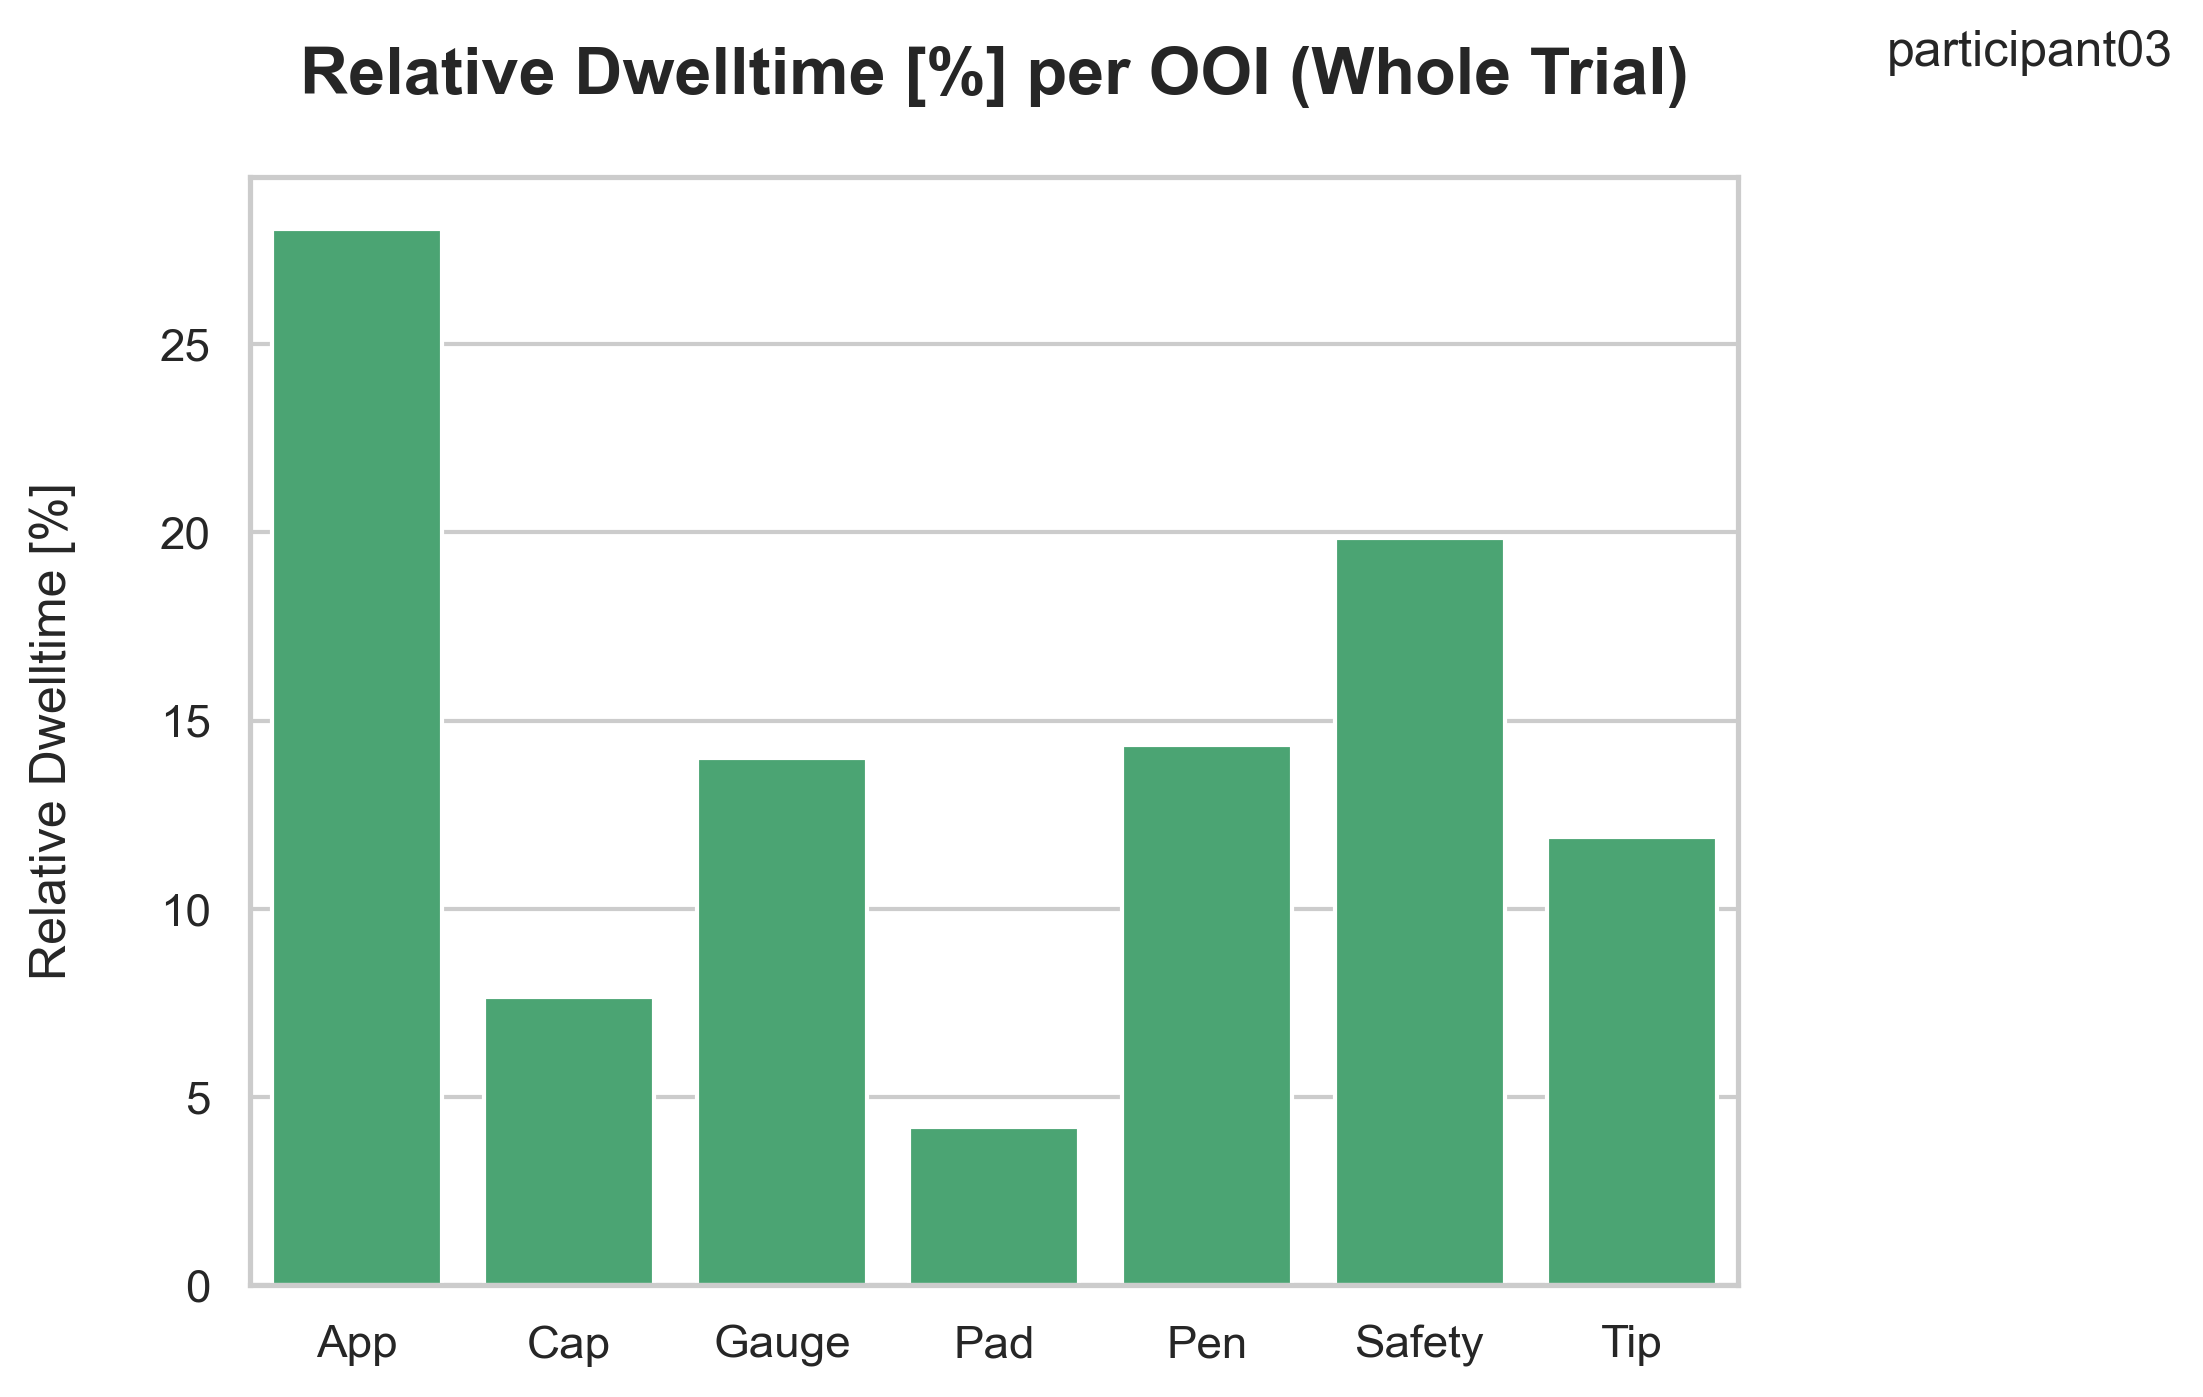 Relative Dwelltime [%] per OOI (Whole Trial)
participant03
Relative Dwelltime [%]
25
20
15
10
5
0
App Cap Gauge Pad Pen Safety Tip